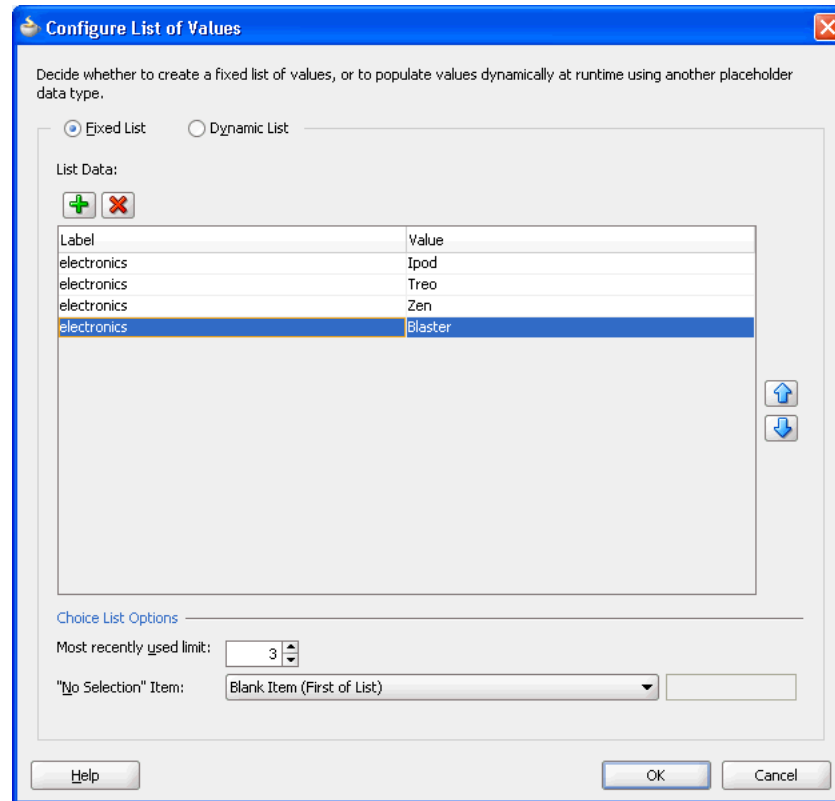 Configure List of Values
Decide whether to create a fixed list of values, or to populate values dynamically at runtime using another placeholder
data type.
Fixed List Dynamic List
List Data:
Label Value
electronics Ipod
electronics Treo
electronics Zen
electronics Blaster
Choice List Options
Most recently used limit: 3
"No Selection" Item: Blank Item (First of List)
Help OK Cancel